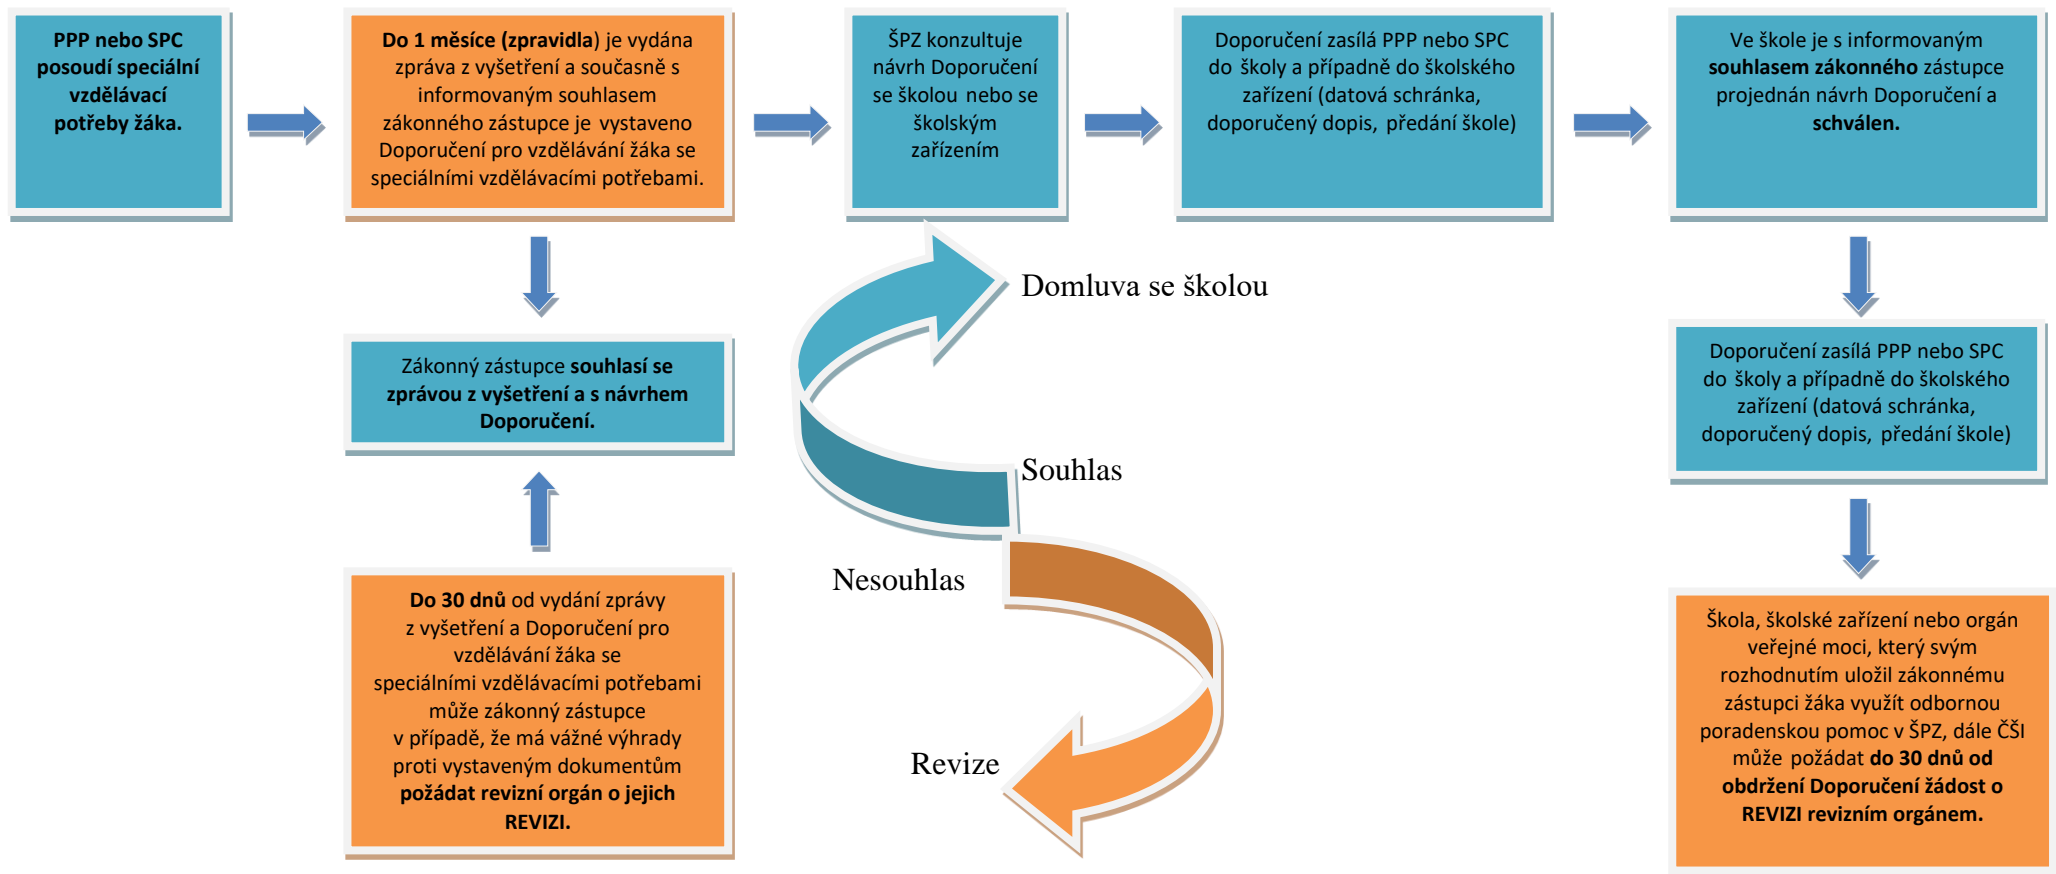 PPP nebo SPC
posoudí speciální
vzdělávací
potřeby žáka.
Do 1 měsíce (zpravidla) je vydána
zpráva z vyšetření a současně s
informovaným souhlasem
zákonného zástupce je vystaveno
Doporučení pro vzdělávání žáka se
speciálními vzdělávacími potřebami.
ŠPZ konzultuje
návrh Doporučení
se školou nebo se
školským
zařízením
Doporučení zasílá PPP nebo SPC
do školy a případně do školského
zařízení (datová schránka,
doporučený dopis, předání škole)
Ve škole je s informovaným
souhlasem zákonného zástupce
projednán návrh Doporučení a
schválen.
Domluva se školou
Zákonný zástupce souhlasí se
zprávou z vyšetření a s návrhem
Doporučení.
Doporučení zasílá PPP nebo SPC
do školy a případně do školského
zařízení (datová schránka,
doporučený dopis, předání škole)
Souhlas
Nesouhlas
Revize
Do 30 dnů od vydání zprávy
z vyšetření a Doporučení pro
vzdělávání žáka se
speciálními vzdělávacími potřebami
může zákonný zástupce
v případě, že má vážné výhrady
proti vystaveným dokumentům
požádat revizní orgán o jejich
REVIZI.
Škola, školské zařízení nebo orgán
veřejné moci, který svým
rozhodnutím uložil zákonnému
zástupci žáka využít odbornou
poradenskou pomoc v ŠPZ, dále ČŠI
může požádat do 30 dnů od
obdržení Doporučení žádost o
REVIZI revizním orgánem.